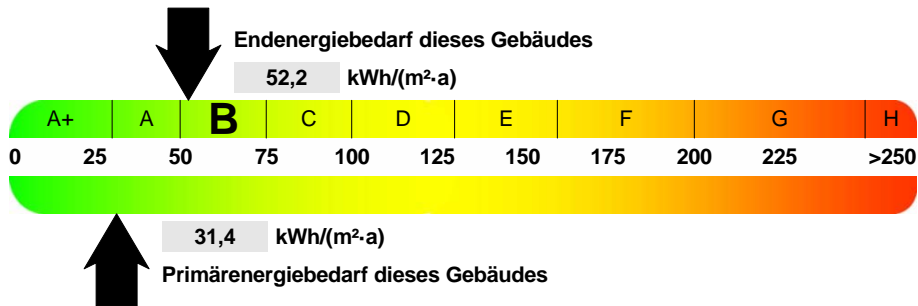 Endenergiebedarf dieses Gebäudes
52,2 kWh/(m²·a)
A+ A B C D E F G H
0 25 50 75 100 125 150 175 200 225 >250
31,4 kWh/(m²·a)
Primärenergiebedarf dieses Gebäudes